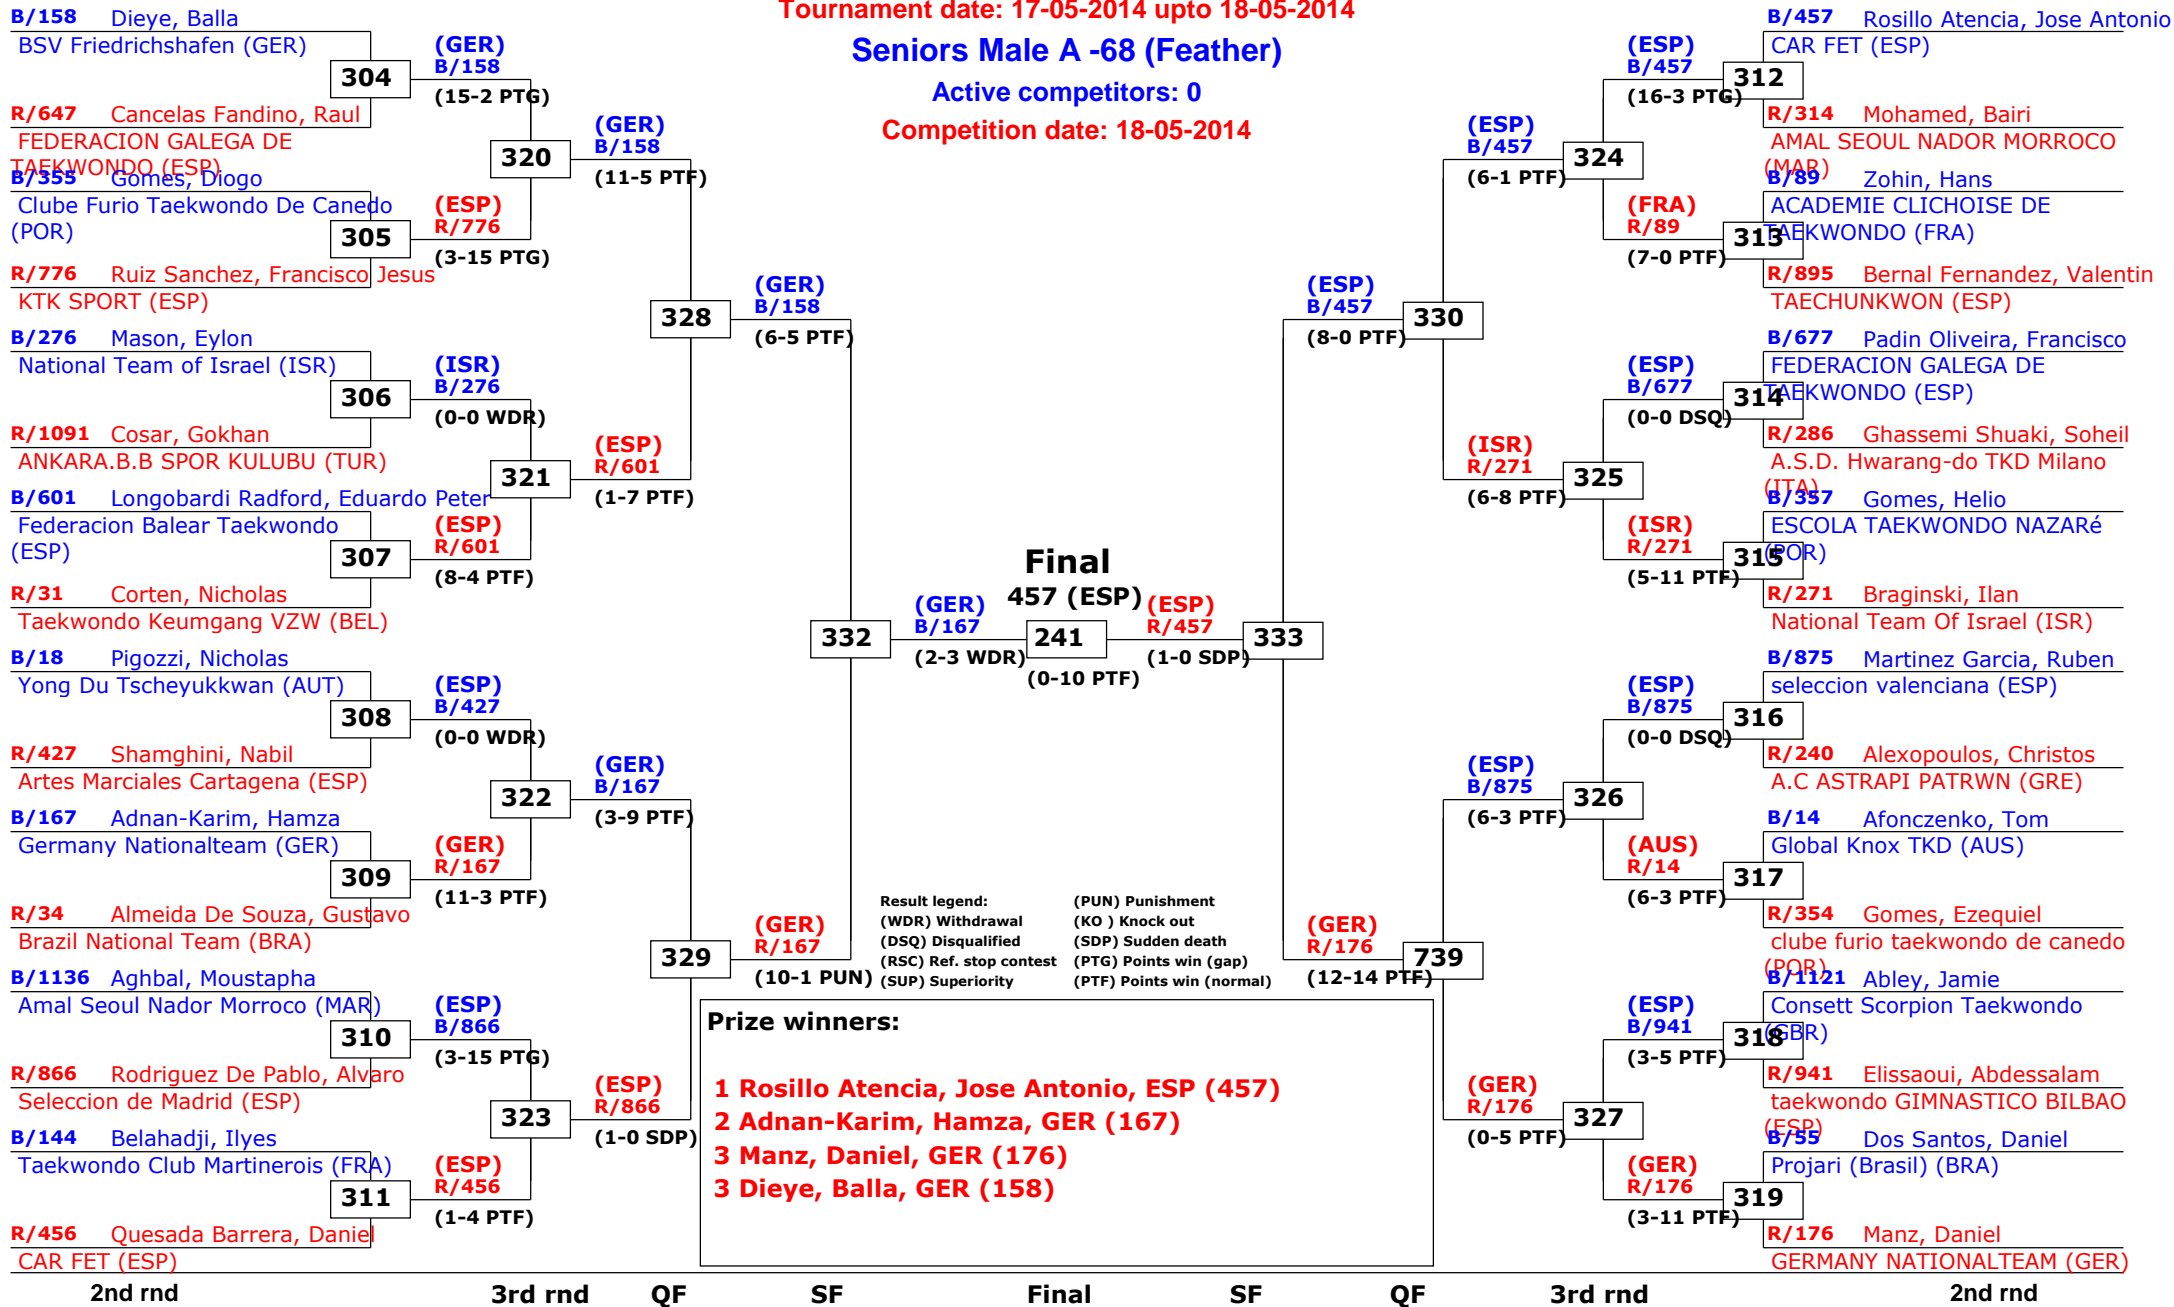 Tournament date: 17-05-2014 upto 18-05-2014
Seniors Male A -68 (Feather)
Active competitors: 0
Competition date: 18-05-2014
B/158 Dieye, Balla
BSV Friedrichshafen (GER)
304
R/647 Cancelas Fandino, Raul
FEDERACION GALEGA DE
TAEKWONDO (ESP)
B/355 Gomes, Diogo
Clube Furio Taekwondo De Canedo
(POR)
305
R/776 Ruiz Sanchez, Francisco Jesus
KTK SPORT (ESP)
B/276 Mason, Eylon
National Team of Israel (ISR)
306
R/1091 Cosar, Gokhan
ANKARA.B.B SPOR KULUBU (TUR)
B/601 Longobardi Radford, Eduardo Peter
Federacion Balear Taekwondo
(ESP)
307
R/31 Corten, Nicholas
Taekwondo Keumgang VZW (BEL)
B/18 Pigozzi, Nicholas
Yong Du Tscheyukkwan (AUT)
308
R/427 Shamghini, Nabil
Artes Marciales Cartagena (ESP)
B/167 Adnan-Karim, Hamza
Germany Nationalteam (GER)
309
R/34 Almeida De Souza, Gustavo
Brazil National Team (BRA)
B/1136 Aghbal, Moustapha
Amal Seoul Nador Morroco (MAR)
310
R/866 Rodriguez De Pablo, Alvaro
Seleccion de Madrid (ESP)
B/144 Belahadji, Ilyes
Taekwondo Club Martinerois (FRA)
311
R/456 Quesada Barrera, Daniel
CAR FET (ESP)
(GER)
B/158
(15-2 PTG)
320
(ESP)
R/776
(3-15 PTG)
(ISR)
B/276
(0-0 WDR)
321
(ESP)
R/601
(8-4 PTF)
(ESP)
B/427
(0-0 WDR)
322
(GER)
R/167
(11-3 PTF)
(ESP)
B/866
(3-15 PTG)
323
(ESP)
R/456
(1-4 PTF)
(GER)
B/158
(11-5 PTF)
328
(ESP)
R/601
(1-7 PTF)
(GER)
B/167
(3-9 PTF)
329
(ESP)
R/866
(1-0 SDP)
(GER)
B/158
(6-5 PTF)
332
(GER)
R/167
(10-1 PUN)
(GER)
B/167
(2-3 WDR)
Final
457 (ESP)
241
(0-10 PTF)
(ESP)
R/457
(1-0 SDP)
333
(ESP)
B/457
(8-0 PTF)
330
(GER)
R/176
(12-14 PTF)
739
(ESP)
B/457
(6-1 PTF)
324
(ISR)
R/271
(6-8 PTF)
325
(ESP)
B/875
(6-3 PTF)
326
(GER)
R/176
(0-5 PTF)
327
(ESP)
B/457
(16-3 PTG)
(FRA)
R/89
(7-0 PTF)
(ESP)
B/677
(0-0 DSQ)
(ISR)
R/271
(5-11 PTF)
(ESP)
B/875
(0-0 DSQ)
(AUS)
R/14
(6-3 PTF)
(ESP)
B/941
(3-5 PTF)
(GER)
R/176
(3-11 PTF)
B/457 Rosillo Atencia, Jose Antonio
CAR FET (ESP)
312
R/314 Mohamed, Bairi
AMAL SEOUL NADOR MORROCO
(MAR)
B/89 Zohin, Hans
ACADEMIE CLICHOISE DE
TAEKWONDO (FRA)
313
R/895 Bernal Fernandez, Valentin
TAECHUNKWON (ESP)
B/677 Padin Oliveira, Francisco
FEDERACION GALEGA DE
TAEKWONDO (ESP)
314
R/286 Ghassemi Shuaki, Soheil
A.S.D. Hwarang-do TKD Milano
(ITA)
B/357 Gomes, Helio
ESCOLA TAEKWONDO NAZARé
(POR)
315
R/271 Braginski, Ilan
National Team Of Israel (ISR)
B/875 Martinez Garcia, Ruben
seleccion valenciana (ESP)
316
R/240 Alexopoulos, Christos
A.C ASTRAPI PATRWN (GRE)
B/14 Afonczenko, Tom
Global Knox TKD (AUS)
317
R/354 Gomes, Ezequiel
clube furio taekwondo de canedo
(POR)
B/1121 Abley, Jamie
Consett Scorpion Taekwondo
(GBR)
318
R/941 Elissaoui, Abdessalam
taekwondo GIMNASTICO BILBAO
(ESP)
B/55 Dos Santos, Daniel
Projari (Brasil) (BRA)
319
R/176 Manz, Daniel
GERMANY NATIONALTEAM (GER)
Result legend: (PUN) Punishment
(WDR) Withdrawal (KO ) Knock out
(DSQ) Disqualified (SDP) Sudden death
(RSC) Ref. stop contest (PTG) Points win (gap)
(SUP) Superiority (PTF) Points win (normal)
Prize winners:
1 Rosillo Atencia, Jose Antonio, ESP (457)
2 Adnan-Karim, Hamza, GER (167)
3 Manz, Daniel, GER (176)
3 Dieye, Balla, GER (158)
2nd rnd 3rd rnd QF SF Final SF QF 3rd rnd 2nd rnd